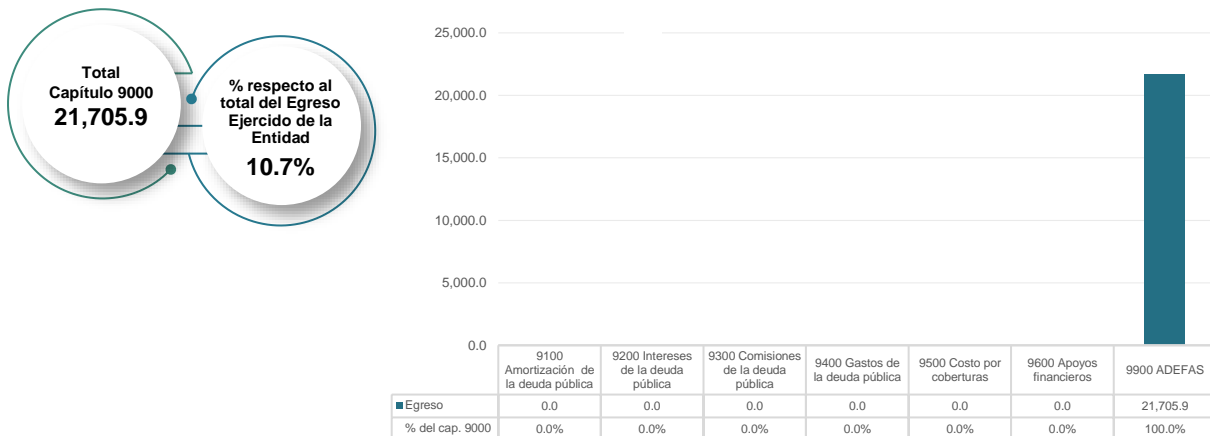 Total
Capítulo 9000
21,705.9
% respecto al
total del Egreso
Ejercido de la
Entidad
10.7%
25,000.0
20,000.0
15,000.0
10,000.0
5,000.0
0.0
9100
Amortización de
la deuda pública
9200 Intereses
de la deuda
pública
9300 Comisiones
de la deuda
pública
9400 Gastos de
la deuda pública
9500 Costo por
coberturas
9600 Apoyos
financieros
9900 ADEFAS
Egreso 0.0 0.0 0.0 0.0 0.0 0.0 21,705.9
% del cap. 9000 0.0% 0.0% 0.0% 0.0% 0.0% 0.0% 100.0%